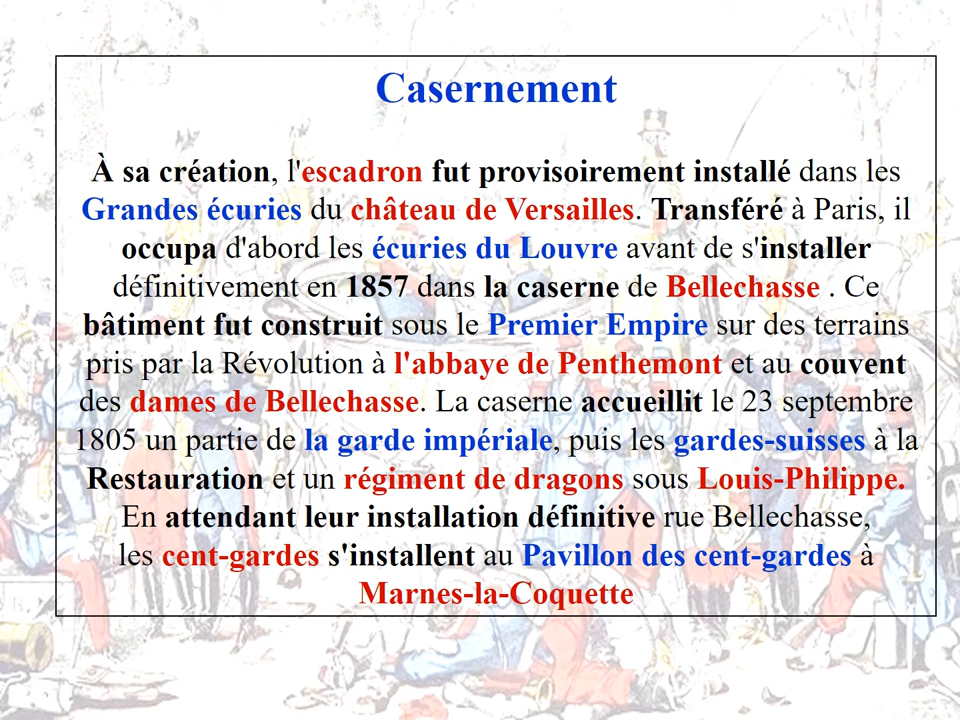 Casernement
À sa création, l'escadron fut provisoirement installé dans les
Grandes écuries du château de Versailles. Transféré à Paris, il
occupa d'abord les écuries du Louvre avant de s'installer
définitivement en 1857 dans la caserne de Bellechasse . Ce
bâtiment fut construit sous le Premier Empire sur des terrains
pris par la Révolution à l'abbaye de Penthemont et au couvent
des dames de Bellechasse. La caserne accueillit le 23 septembre
1805 un partie de la garde impériale, puis les gardes-suisses à la
Restauration et un régiment de dragons sous Louis-Philippe.
En attendant leur installation définitive rue Bellechasse,
les cent-gardes s'installent au Pavillon des cent-gardes à
Marnes-la-Coquette